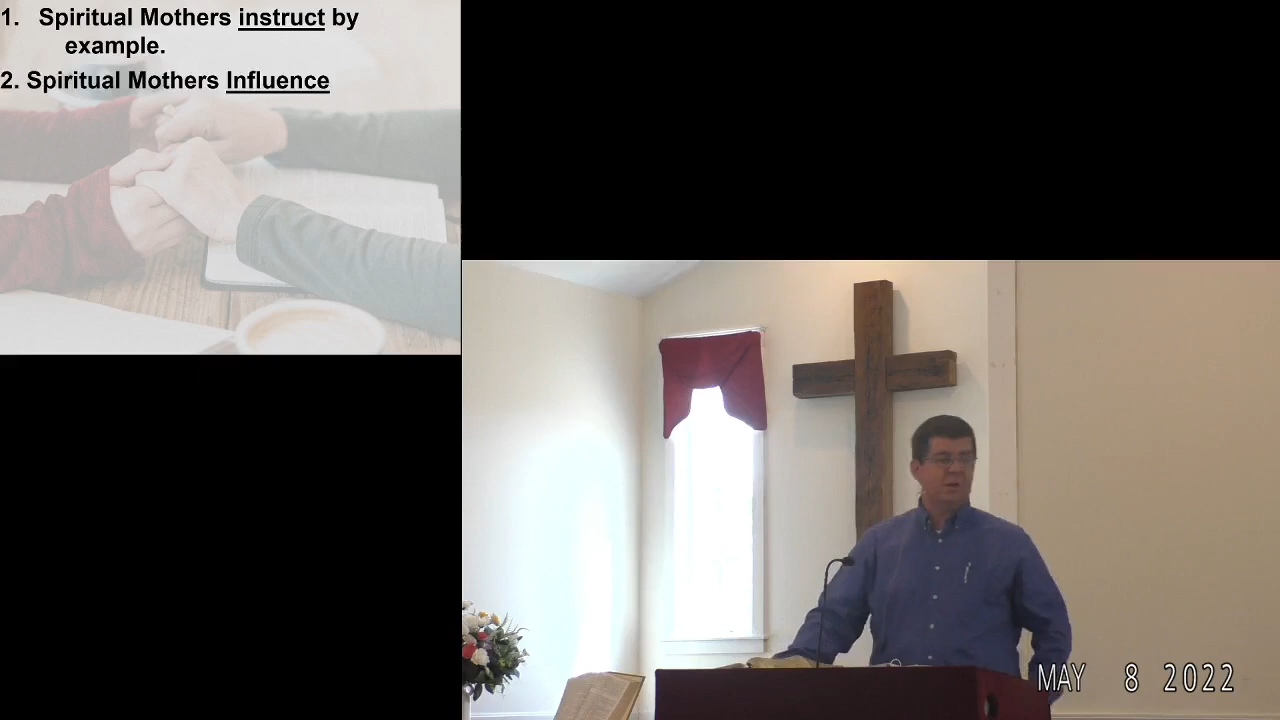 1. Spiritual Mothers instruct by
example.
2. Spiritual Mothers Influence
MAY 8 2022